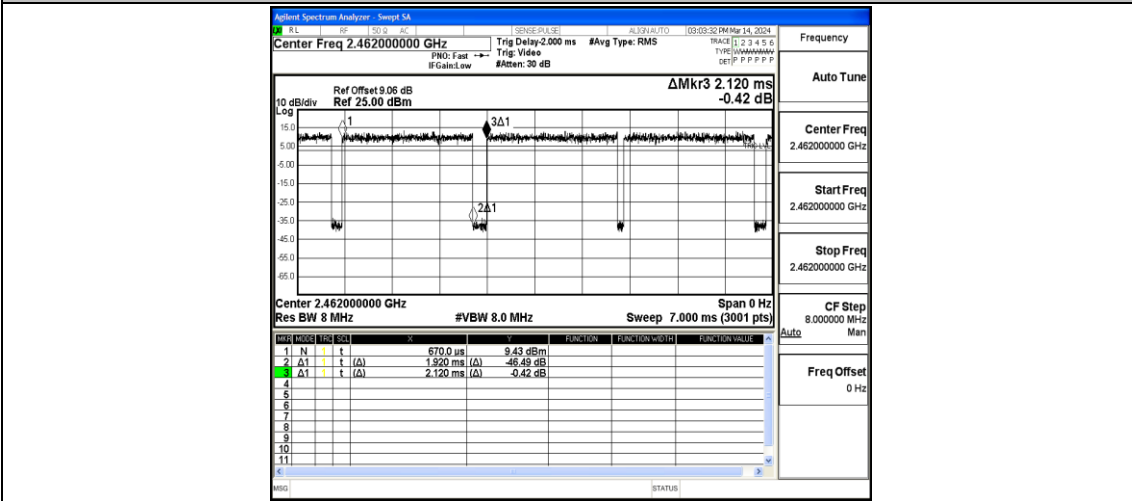 Agilent Spectrum Analyzer - Swept SA
RL RF 50 Ω AC SENSE:PULSE ALIGN AUTO 03:03:32 PM Mar 14, 2024
Center Freq 2.462000000 GHz
PNO: Fast
IFGain:Low
Trig Delay-2.000 ms
Trig: Video
#Atten: 30 dB
#Avg Type: RMS
TRACE 1 2 3 4 5 6
TYPE WWWWWW
DET P P P P P P
Frequency
Auto Tune
ΔMkr3 2.120 ms
-0.42 dB
Ref Offset 9.06 dB
10 dB/div Ref 25.00 dBm
Log
15.0
5.00
-5.00
-15.0
-25.0
-35.0
-45.0
-55.0
-65.0
1
3Δ1
2Δ1
TRIG LVL
Center Freq
2.462000000 GHz
Start Freq
2.462000000 GHz
Stop Freq
2.462000000 GHz
CF Step
8.000000 MHz
Auto Man
Freq Offset
0 Hz
Center 2.462000000 GHz Span 0 Hz
Res BW 8 MHz #VBW 8.0 MHz Sweep 7.000 ms (3001 pts)
MKR MODE TRC SCL X Y FUNCTION FUNCTION WIDTH FUNCTION VALUE
1 N 1 t 670.0 µs 9.43 dBm
2 Δ1 1 t (Δ) 1.920 ms (Δ) -46.49 dB
3 Δ1 1 t (Δ) 2.120 ms (Δ) -0.42 dB
4
5
6
7
8
9
10
11
MSG STATUS